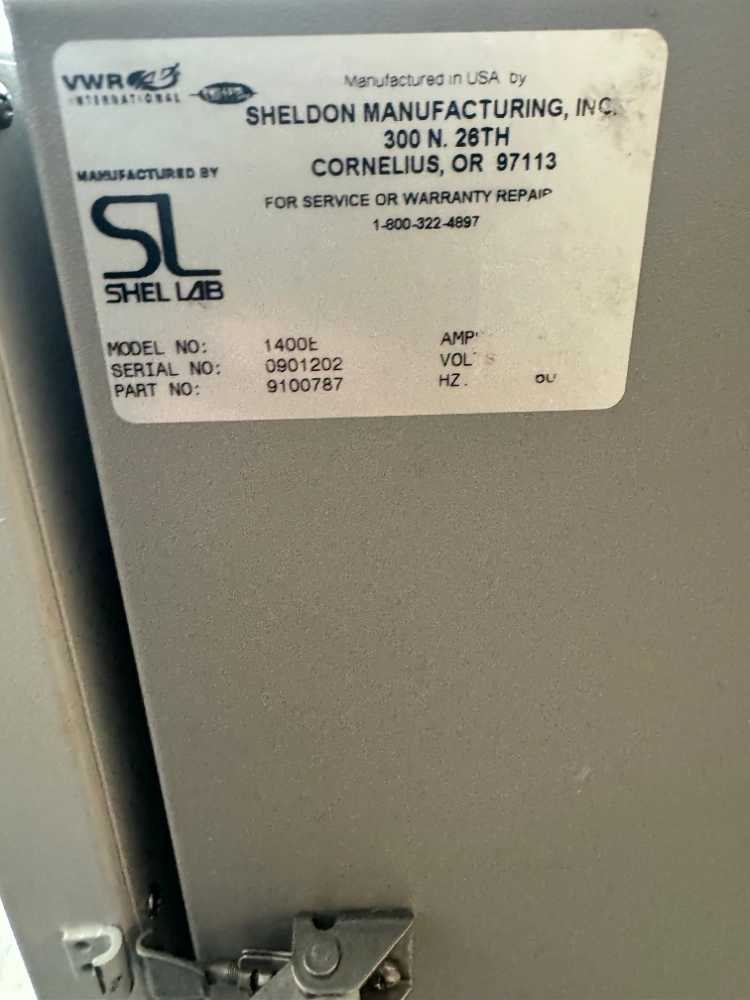 VWR
INTERNATIONAL
Manufactured in USA by
SHELDON MANUFACTURING, INC.
300 N. 26TH
CORNELIUS, OR 97113
MANUFACTURED BY
SL
SHEL LAB
FOR SERVICE OR WARRANTY REPAIR
1-800-322-4897
MODEL NO: 1400E
SERIAL NO: 0901202
PART NO: 9100787
AMP
VOL S
HZ.